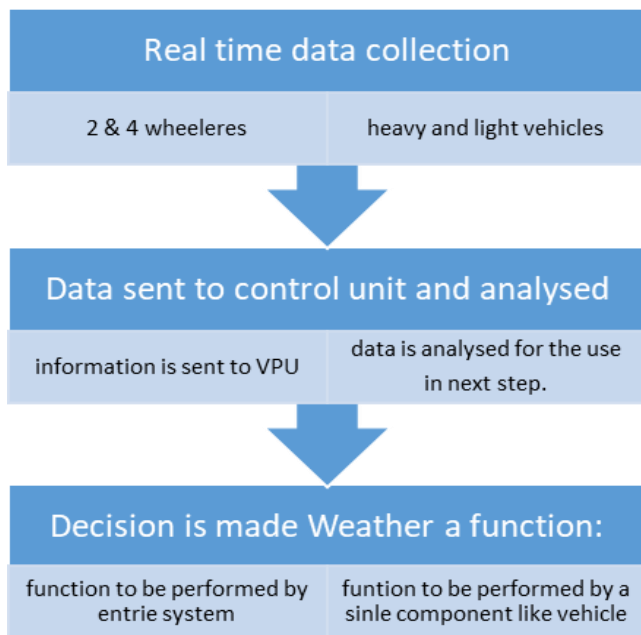 Real time data collection
2 & 4 wheeleres
heavy and light vehicles
Data sent to control unit and analysed
information is sent to VPU
data is analysed for the use
in next step.
Decision is made Weather a function:
function to be performed by
entrie system
funtion to be performed by a
sinle component like vehicle